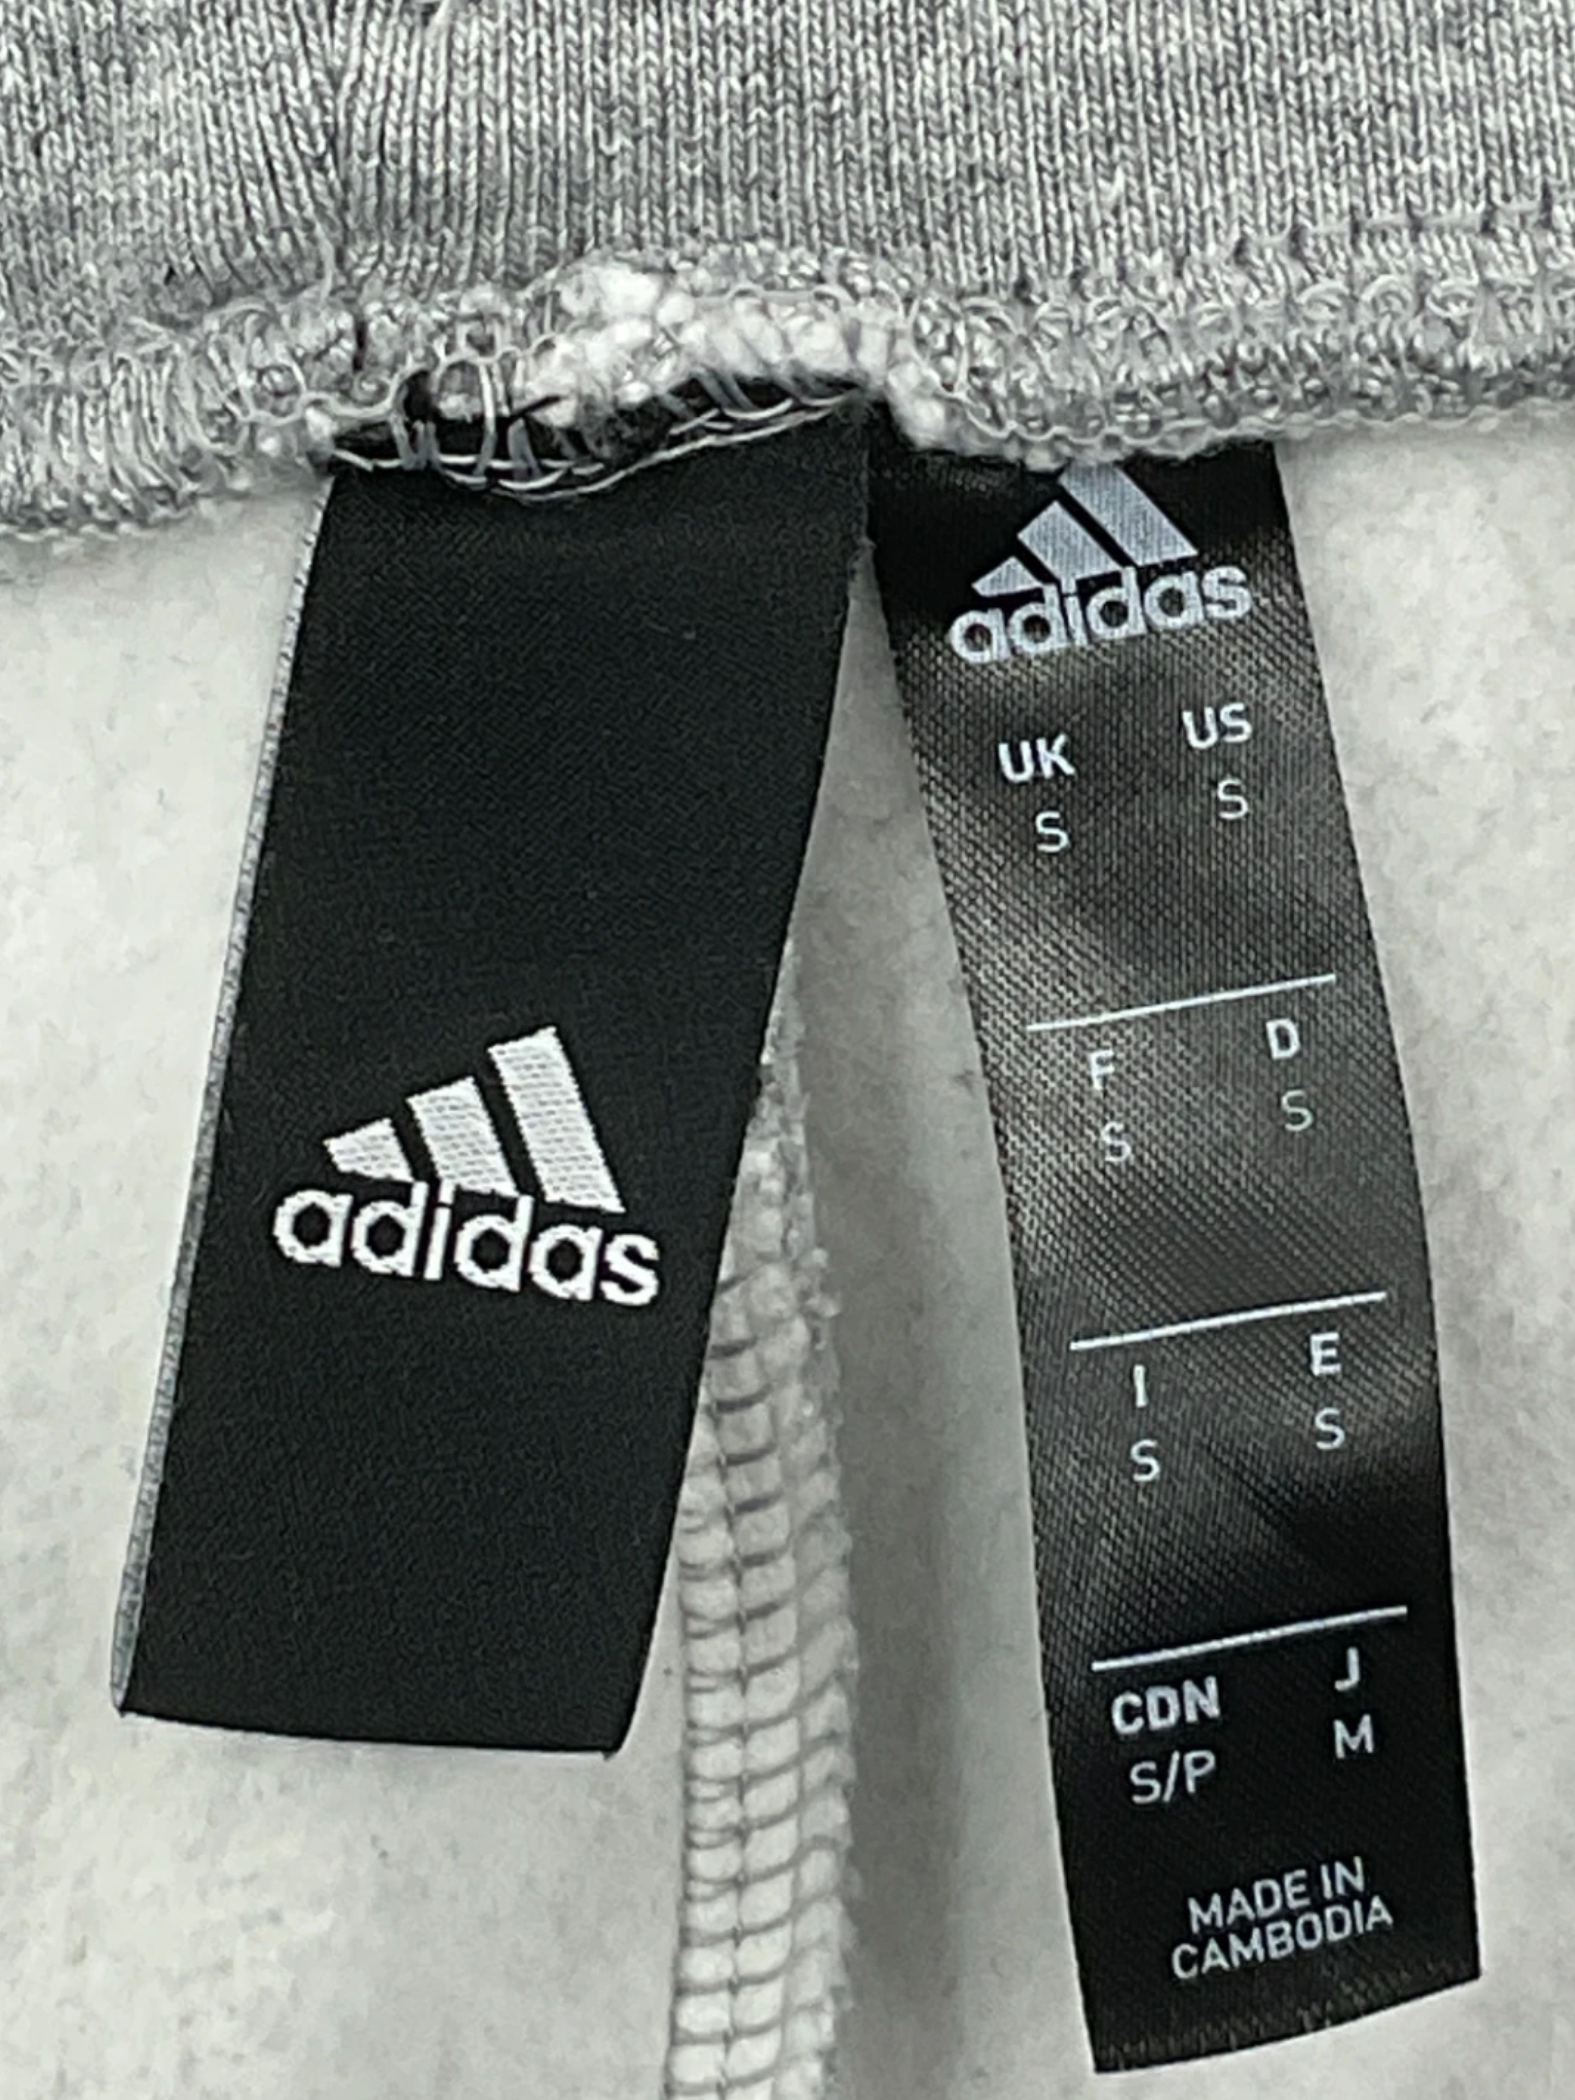 adidas
adidas
UK US
S S
F D
S S
I E
S S
CDN J
S/P M
MADE IN
CAMBODIA